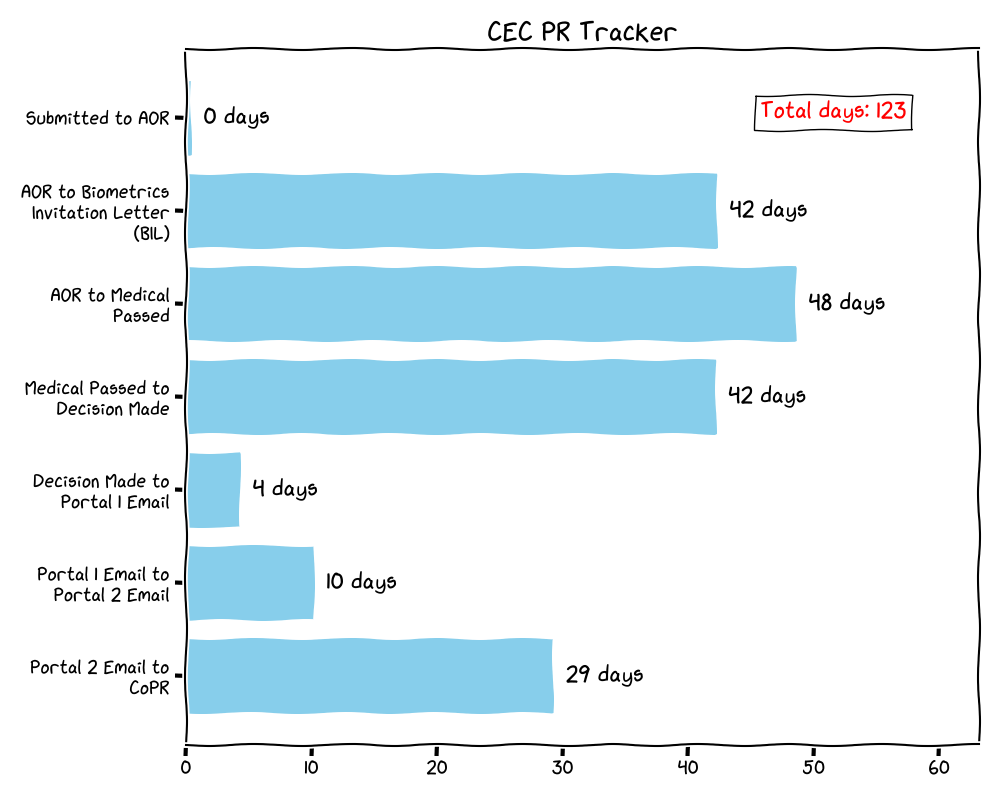 CEC PR Tracker
Submitted to AOR
0 days
Total days: 123
AOR to Biometrics
Invitation Letter
(BIL)
42 days
AOR to Medical
Passed
48 days
Medical Passed to
Decision Made
42 days
Decision Made to
Portal 1 Email
4 days
Portal 1 Email to
Portal 2 Email
10 days
Portal 2 Email to
CoPR
29 days
0 10 20 30 40 50 60